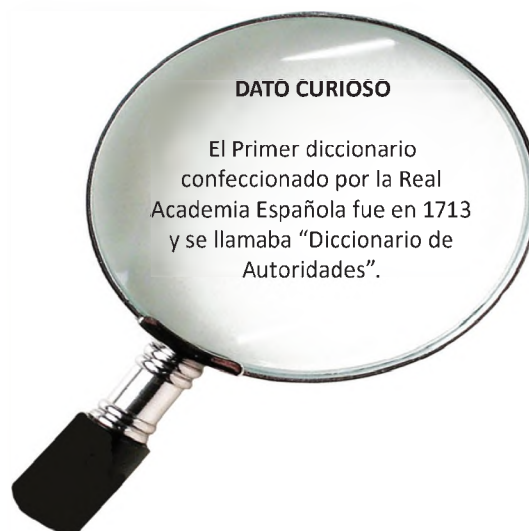 DATO CURIOSO
El Primer diccionario
confeccionado por la Real
Academia Española fue en 1713
y se llamaba “Diccionario de
Autoridades”.